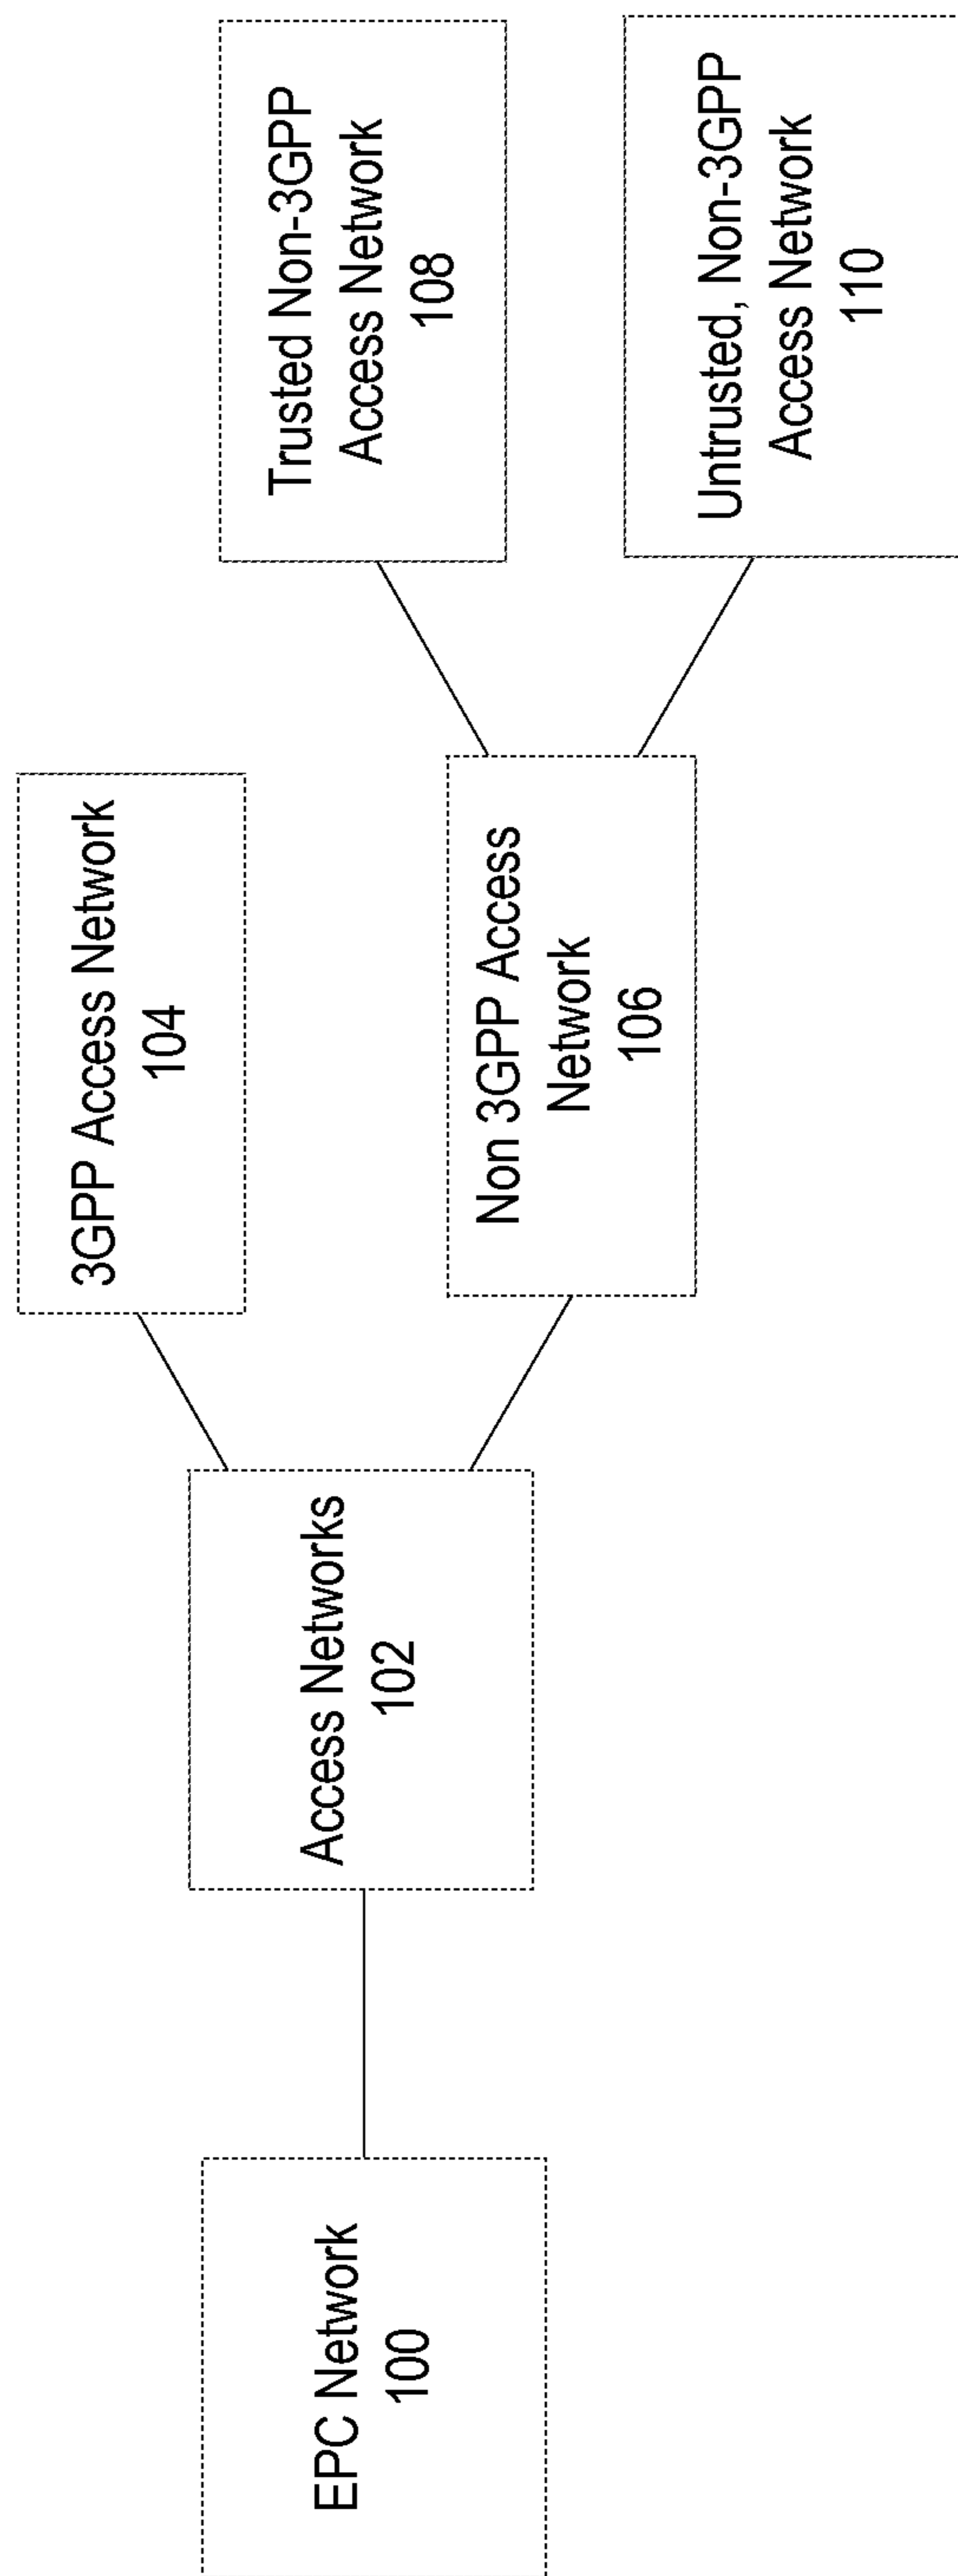 EPC Network
100
Access Networks
102
3GPP Access Network
104
Non 3GPP Access
Network
106
Trusted Non-3GPP
Access Network
108
Untrusted, Non-3GPP
Access Network
110